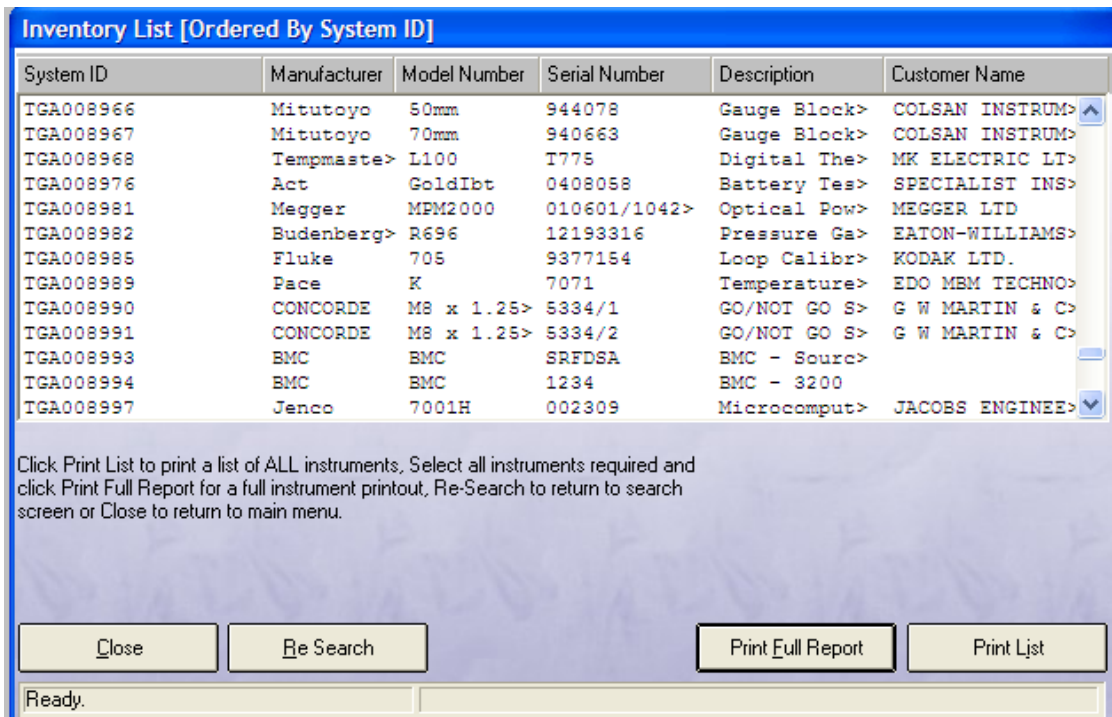 Inventory List [Ordered By System ID]
System ID Manufacturer Model Number Serial Number Description Customer Name
TGA008966 Mitutoyo 50mm 944078 Gauge Block> COLSAN INSTRUM>
TGA008967 Mitutoyo 70mm 940663 Gauge Block> COLSAN INSTRUM>
TGA008968 Tempmaste> L100 T775 Digital The> MK ELECTRIC LT>
TGA008976 Act GoldIbt 0408058 Battery Tes> SPECIALIST INS>
TGA008981 Megger MPM2000 010601/1042> Optical Pow> MEGGER LTD
TGA008982 Budenberg> R696 12193316 Pressure Ga> EATON-WILLIAMS>
TGA008985 Fluke 705 9377154 Loop Calibr> KODAK LTD.
TGA008989 Pace K 7071 Temperature> EDO MBM TECHNO>
TGA008990 CONCORDE M8 x 1.25> 5334/1 GO/NOT GO S> G W MARTIN & C>
TGA008991 CONCORDE M8 x 1.25> 5334/2 GO/NOT GO S> G W MARTIN & C>
TGA008993 BMC BMC SRFDSA BMC - Sourc>
TGA008994 BMC BMC 1234 BMC - 3200
TGA008997 Jenco 7001H 002309 Microcomput> JACOBS ENGINEE>
Click Print List to print a list of ALL instruments, Select all instruments required and
click Print Full Report for a full instrument printout, Re-Search to return to search
screen or Close to return to main menu.
Close Re Search Print Full Report Print List
Ready.